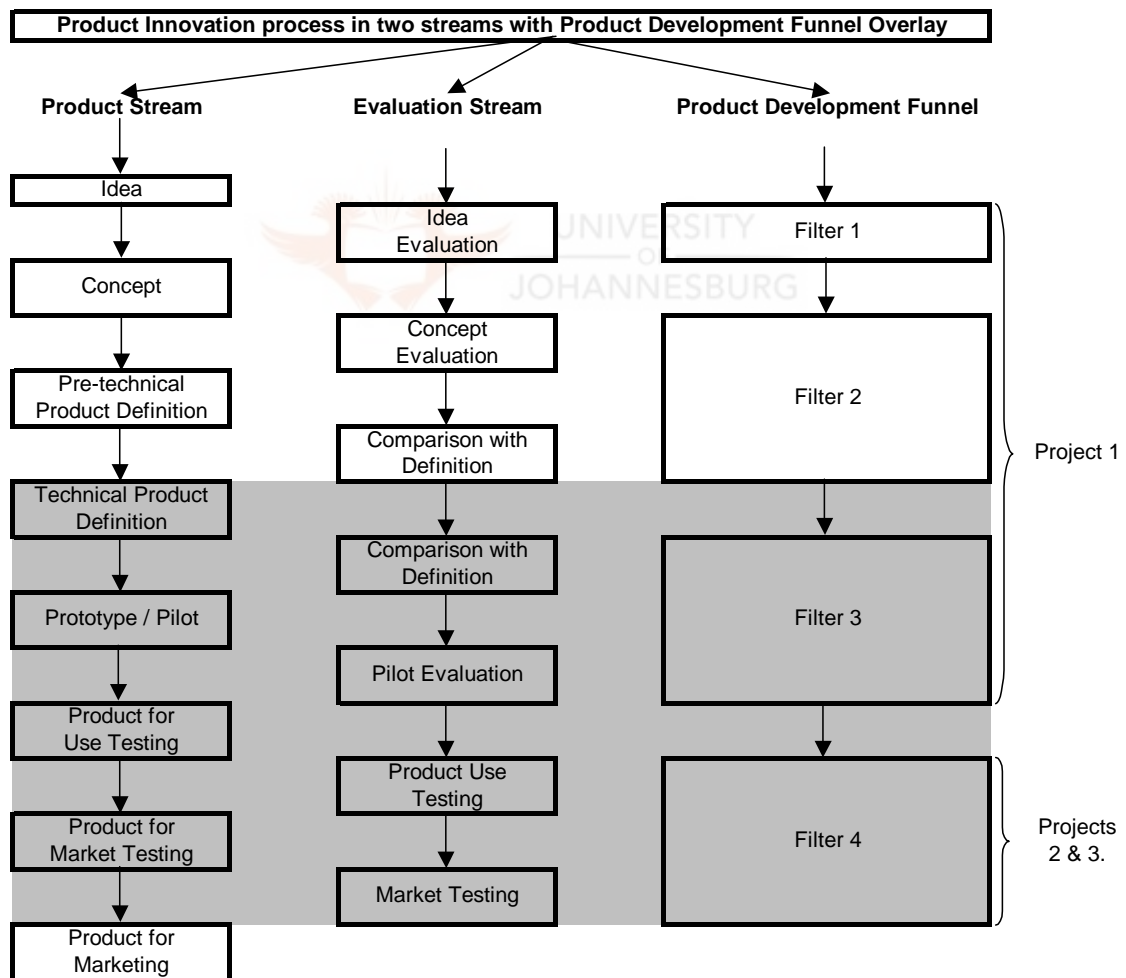 Product Innovation process in two streams with Product Development Funnel Overlay
Product Stream
Evaluation Stream
Product Development Funnel
Idea
Concept
Pre-technical
Product Definition
Technical Product
Definition
Prototype / Pilot
Product for
Use Testing
Product for
Market Testing
Product for
Marketing
Idea
Evaluation
Concept
Evaluation
Comparison with
Definition
Comparison with
Definition
Pilot Evaluation
Product Use
Testing
Market Testing
Filter 1
Filter 2
Filter 3
Filter 4
Project 1
Projects
2 & 3.
UNIVERSITY
OF
JOHANNESBURG